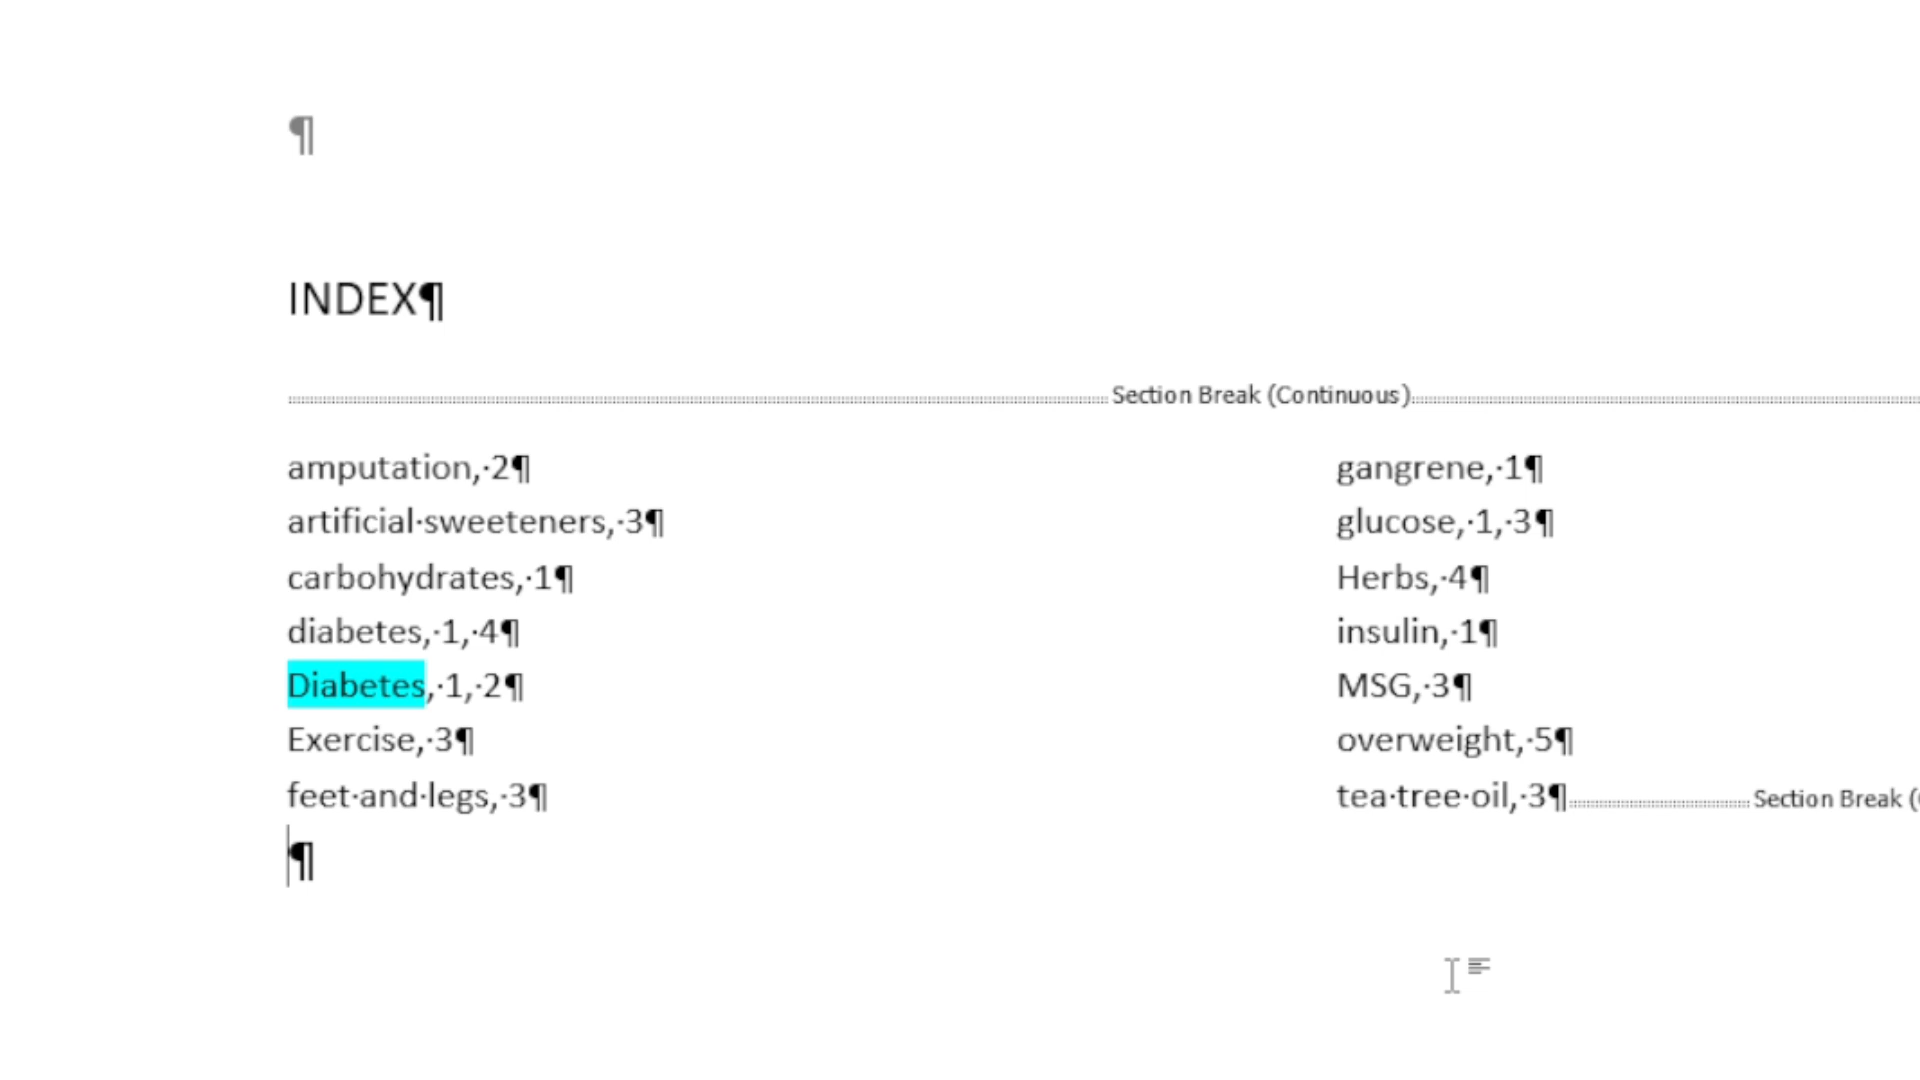 ¶
INDEX¶
Section Break (Continuous)
amputation,·2¶
artificial·sweeteners,·3¶
carbohydrates,·1¶
diabetes,·1,·4¶
Diabetes,·1,·2¶
Exercise,·3¶
feet·and·legs,·3¶
¶
gangrene,·1¶
glucose,·1,·3¶
Herbs,·4¶
insulin,·1¶
MSG,·3¶
overweight,·5¶
tea·tree·oil,·3¶ Section Break (